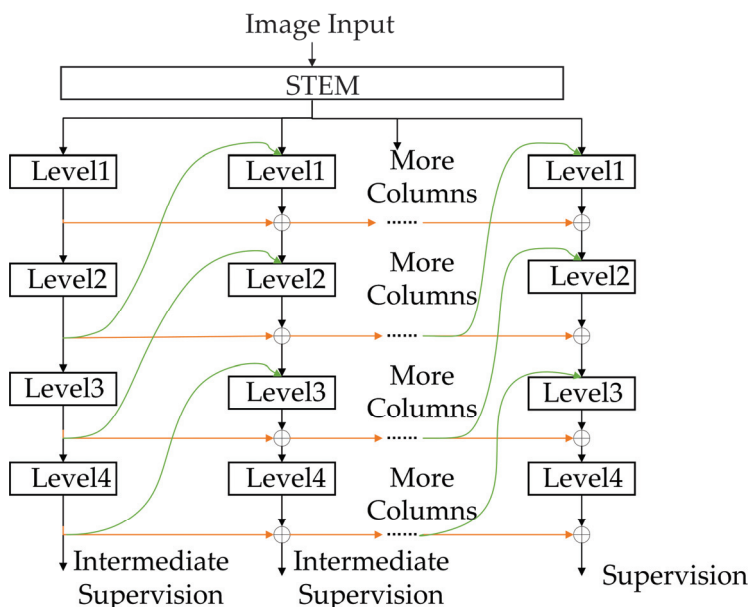 Image Input
STEM
Level1
Level1
More
Columns
Level1
Level2
Level2
More
Columns
Level2
Level3
Level3
More
Columns
Level3
Level4
Level4
More
Columns
Level4
Intermediate
Supervision
Intermediate
Supervision
Supervision